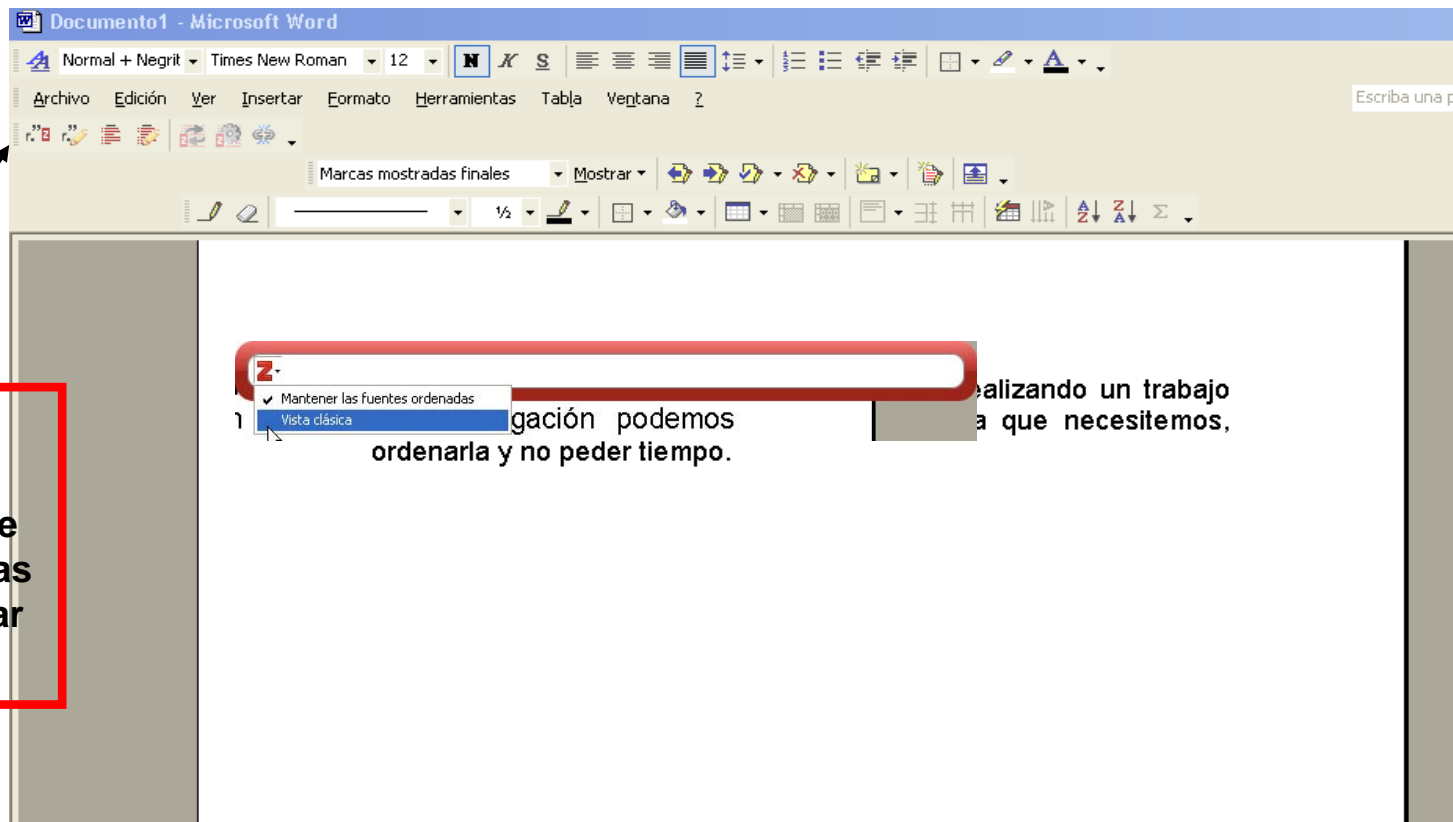 Documento1 - Microsoft Word
Normal + Negrit Times New Roman 12 N K S
Archivo Edición Ver Insertar Formato Herramientas Tabla Ventana ?
Escriba una p
Marcas mostradas finales Mostrar
½
Z
Mantener las fuentes ordenadas
Vista clásica
ealizando un trabajo
gación podemos
a que necesitemos,
ordenarla y no peder tiempo.
e
as
ar